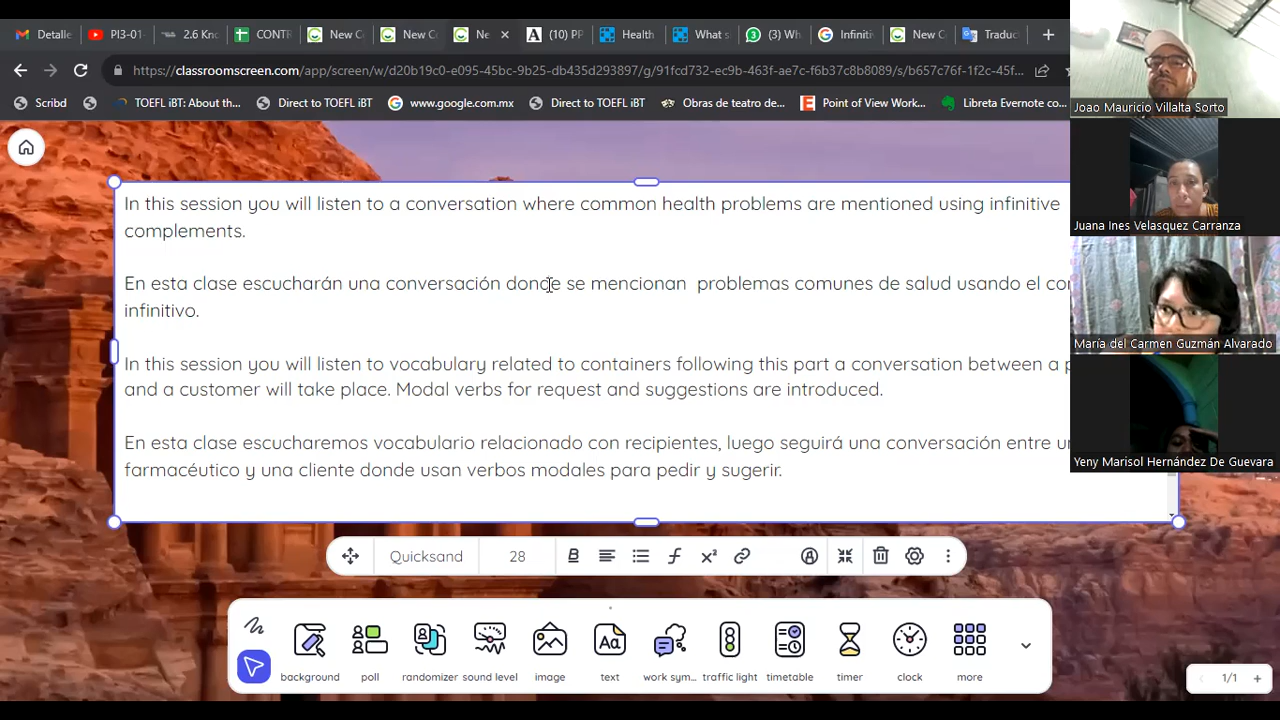 Detalle
PI3-01-
2.6 Kno
CONTR
New Co
New Co
Ne
(10) PP
Health
What s
(3) Wh
Infiniti
New Co
Traduc
https://classroomscreen.com/app/screen/w/d20b19c0-e095-45bc-9b25-db435d293897/g/91fcd732-ec9b-463f-ae7c-f6b37c8b8089/s/b657c76f-1f2c-45f...
Scribd
TOEFL iBT: About th...
Direct to TOEFL iBT
www.google.com.mx
Direct to TOEFL iBT
Obras de teatro de...
Point of View Work...
Libreta Evernote co...
Joao Mauricio Villalta Sorto
Juana Ines Velasquez Carranza
María del Carmen Guzmán Alvarado
Yeny Marisol Hernández De Guevara
In this session you will listen to a conversation where common health problems are mentioned using infinitive
complements.
En esta clase escucharán una conversación donde se mencionan problemas comunes de salud usando el co
infinitivo.
In this session you will listen to vocabulary related to containers following this part a conversation between a p
and a customer will take place. Modal verbs for request and suggestions are introduced.
En esta clase escucharemos vocabulario relacionado con recipientes, luego seguirá una conversación entre un
farmacéutico y una cliente donde usan verbos modales para pedir y sugerir.
Quicksand
28
background
poll
randomizer
sound level
image
text
work sym...
traffic light
timetable
timer
clock
more
1/1